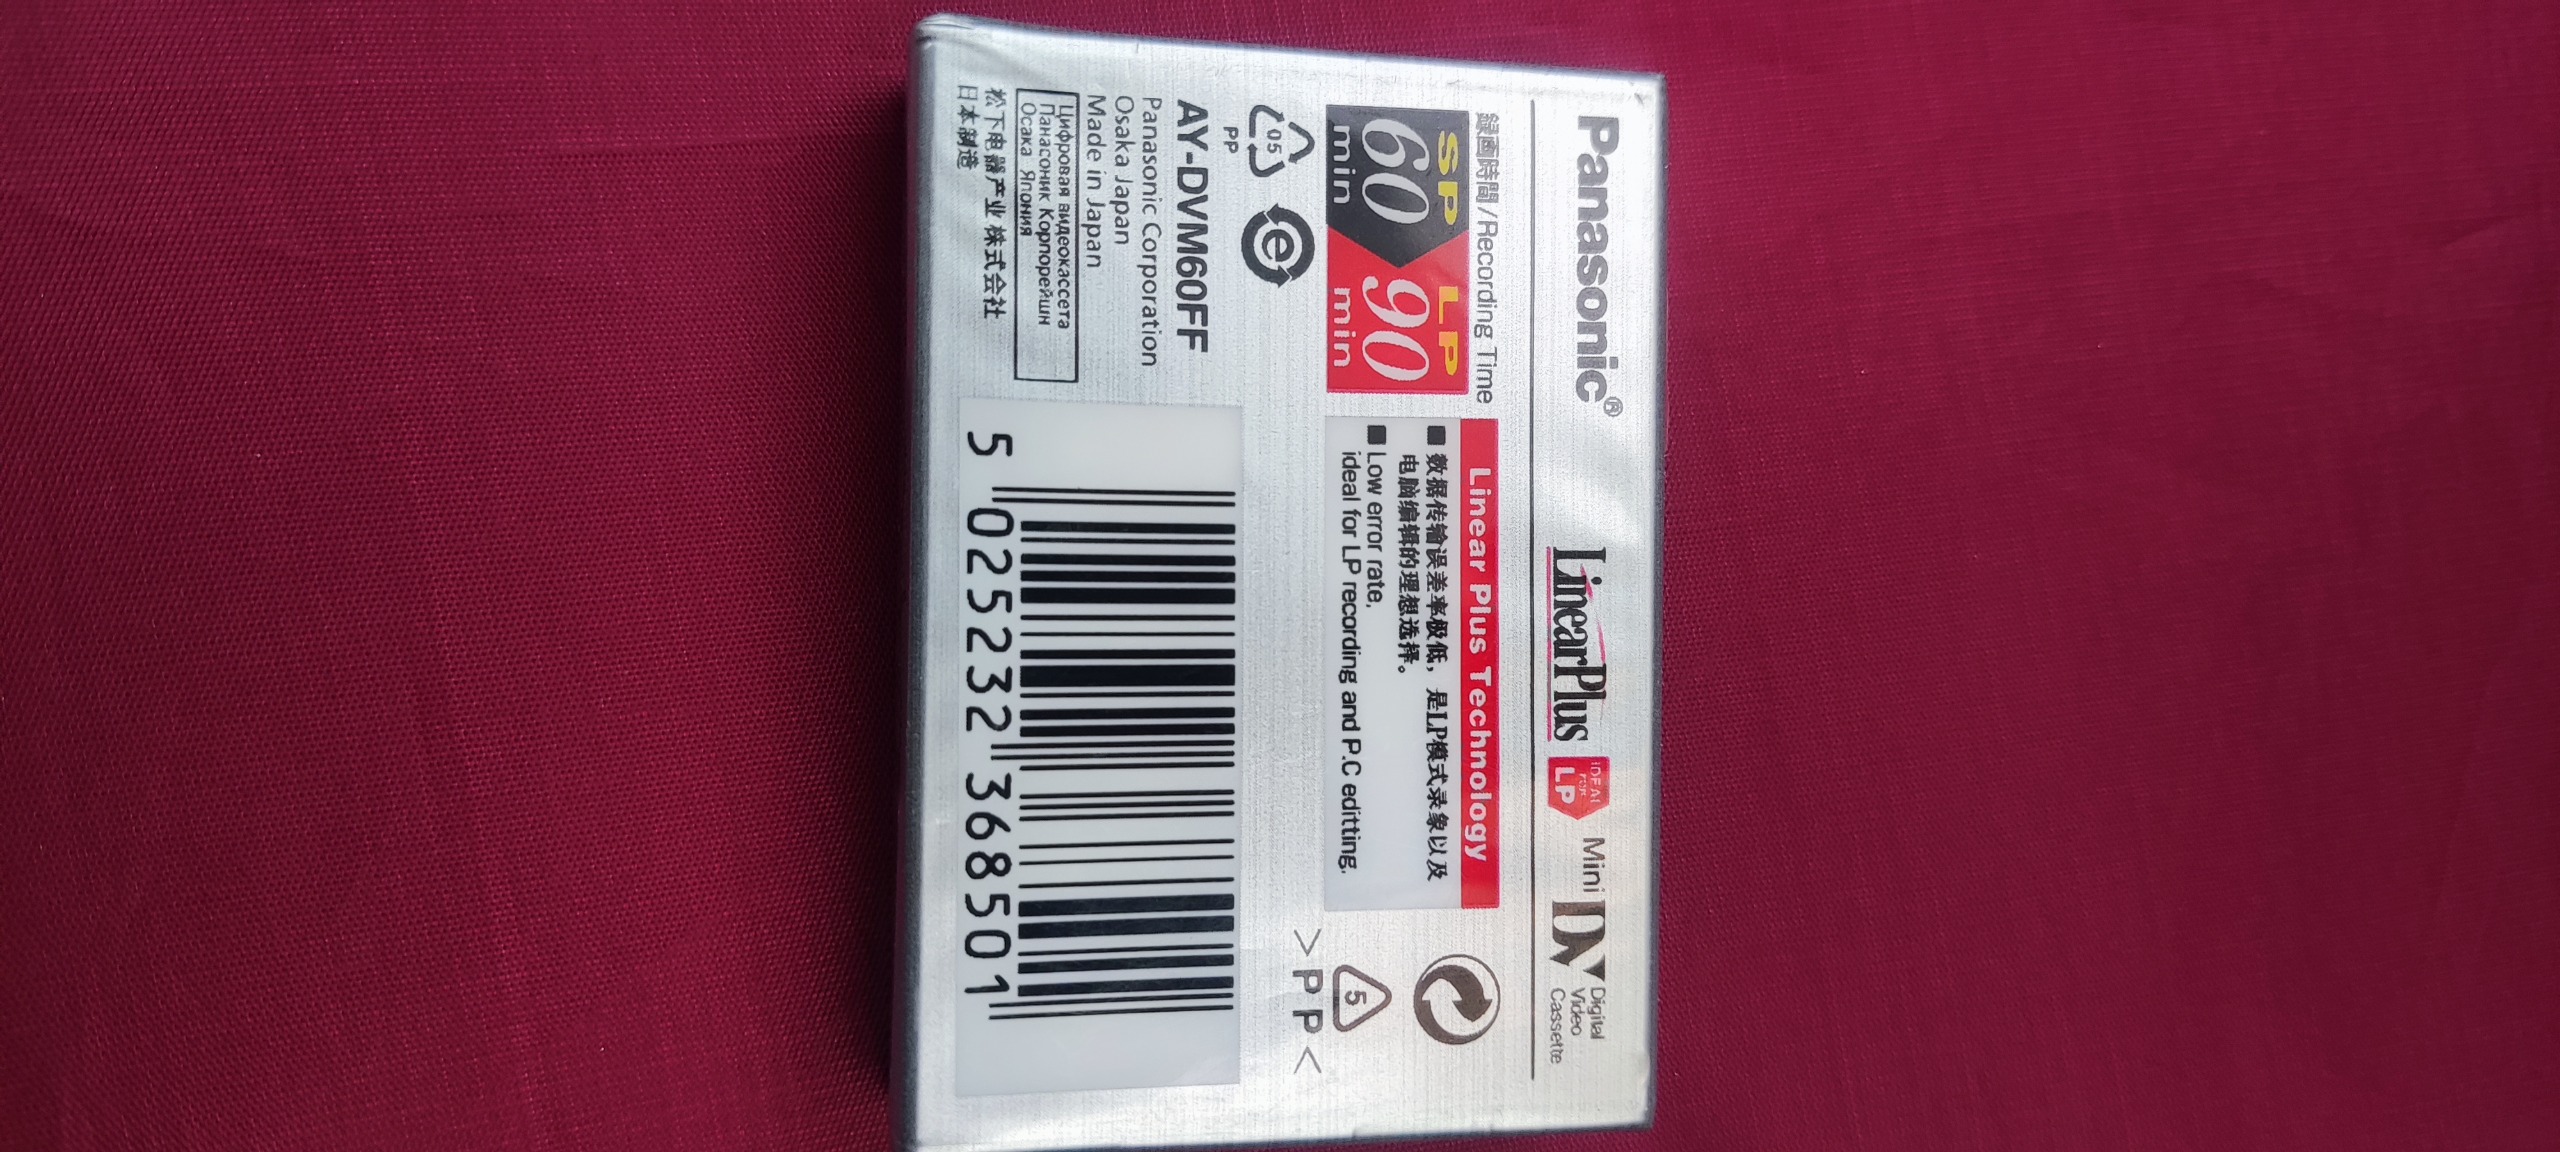 Panasonic®
LinearPlus
IDEAL FOR LP
Mini DV Digital Video Cassette
録画時間/Recording Time
SP 60 min
LP 90 min
Linear Plus Technology
■ 数据传输误差率极低，是LP模式录象以及
电脑编辑的理想选择。
■ Low error rate,
ideal for LP recording and P.C editting.
05
PP
e
5
>PP<
AY-DVM60FF
Panasonic Corporation
Osaka Japan
Made in Japan
Цифровая видеокассета
Панасоник Корпорейшн
Осака Япония
松下电器产业株式会社
日本制造
5 025232 368501